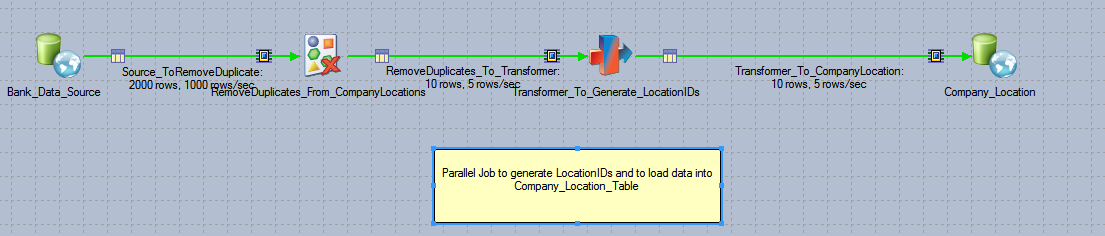 Source_ToRemoveDuplicate:
2000 rows, 1000 rows/sec
RemoveDuplicates_To_Transformer:
10 rows, 5 rows/sec
Transformer_To_CompanyLocation:
10 rows, 5 rows/sec
Bank_Data_Source
RemoveDuplicates_From_CompanyLocations
Transformer_To_Generate_LocationIDs
Company_Location
Parallel Job to generate LocationIDs and to load data into
Company_Location_Table